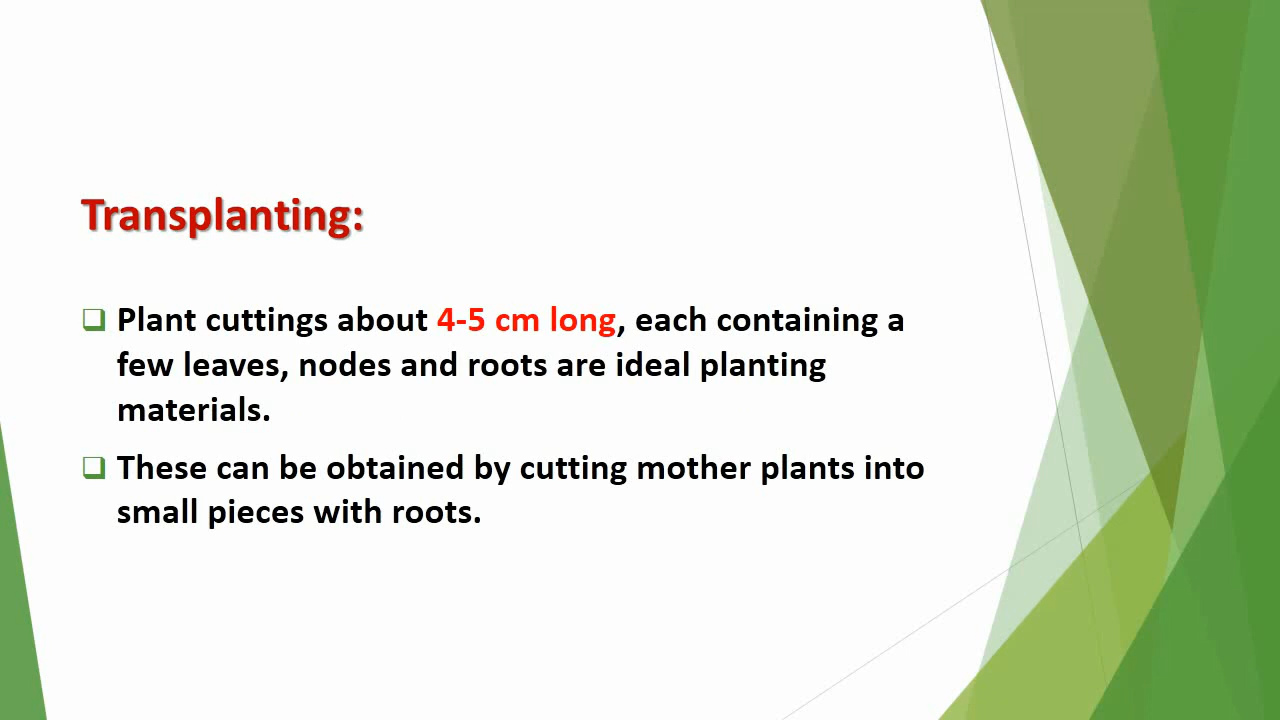 Transplanting:
Plant cuttings about 4-5 cm long, each containing a
few leaves, nodes and roots are ideal planting
materials.
These can be obtained by cutting mother plants into
small pieces with roots.